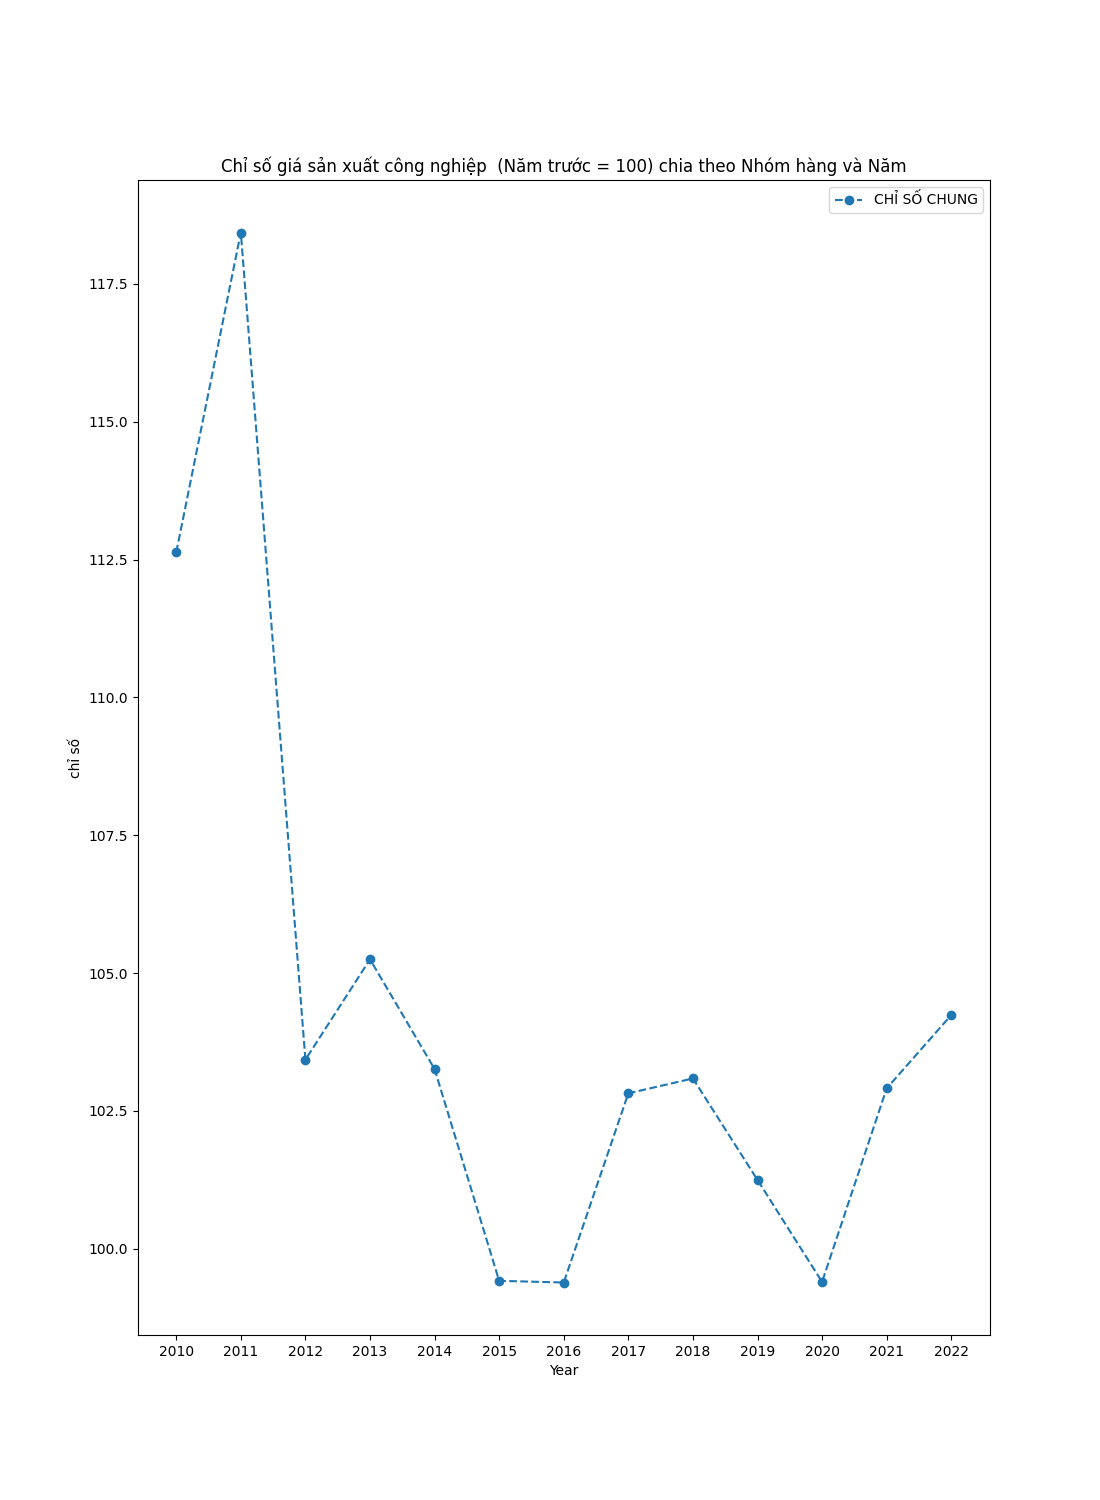 Chỉ số giá sản xuất công nghiệp  (Năm trước = 100) chia theo Nhóm hàng và Năm
CHỈ SỐ CHUNG
117.5
115.0
112.5
110.0
107.5
105.0
102.5
100.0
chỉ số
2010 2011 2012 2013 2014 2015 2016 2017 2018 2019 2020 2021 2022
Year